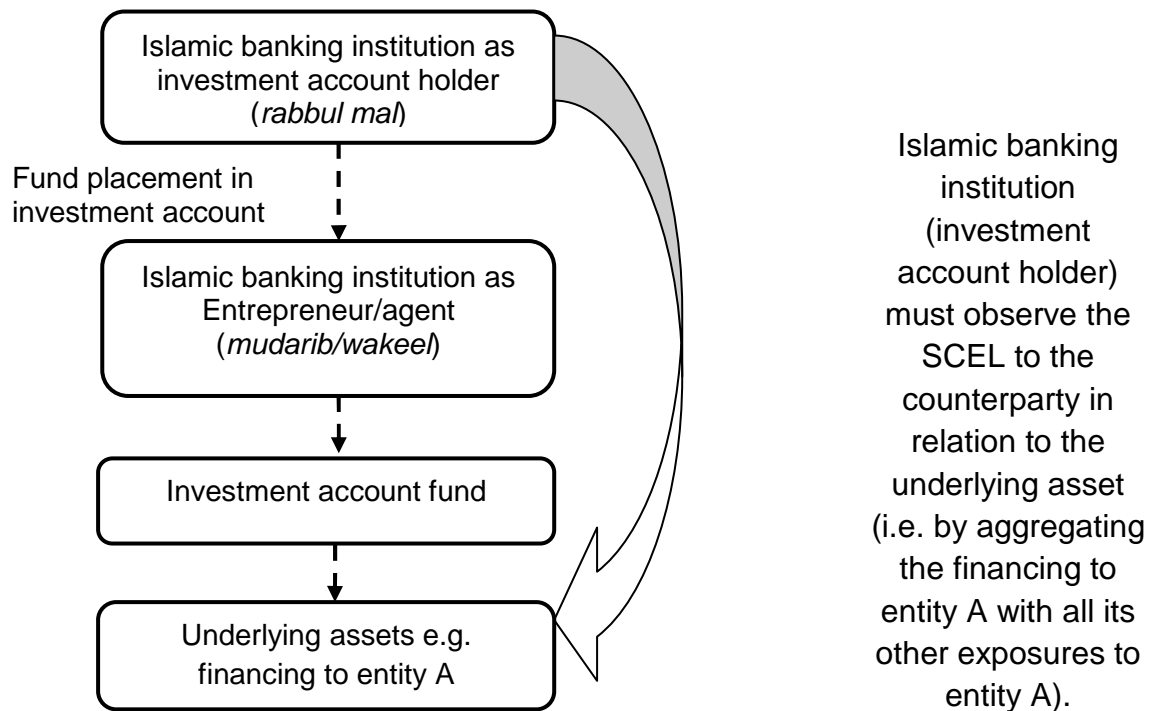 Islamic banking institution as
investment account holder
(rabbul mal)
Fund placement in
investment account
Islamic banking institution as
Entrepreneur/agent
(mudarib/wakeel)
Investment account fund
Underlying assets e.g.
financing to entity A
Islamic banking
institution
(investment
account holder)
must observe the
SCEL to the
counterparty in
relation to the
underlying asset
(i.e. by aggregating
the financing to
entity A with all its
other exposures to
entity A).